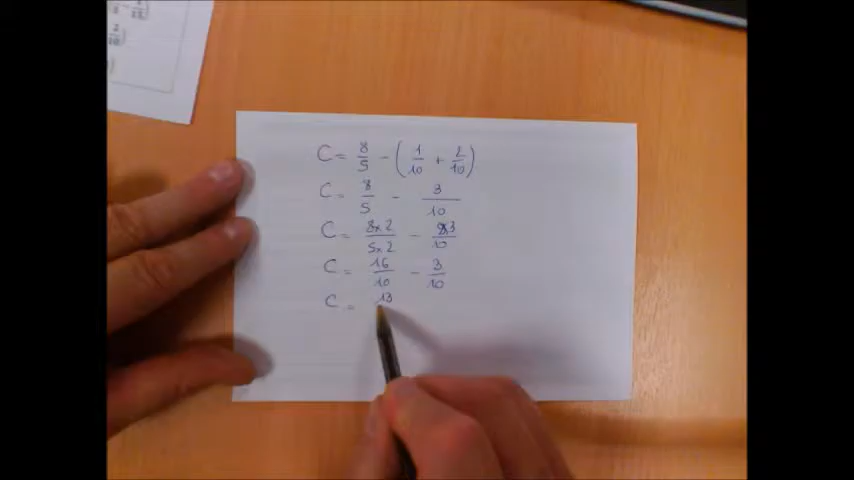 C = 8/5 - (1/10 + 2/10)
C = 8/5 - 3/10
C = 8×2/5×2 - 3/10
C = 16/10 - 3/10
C = 13